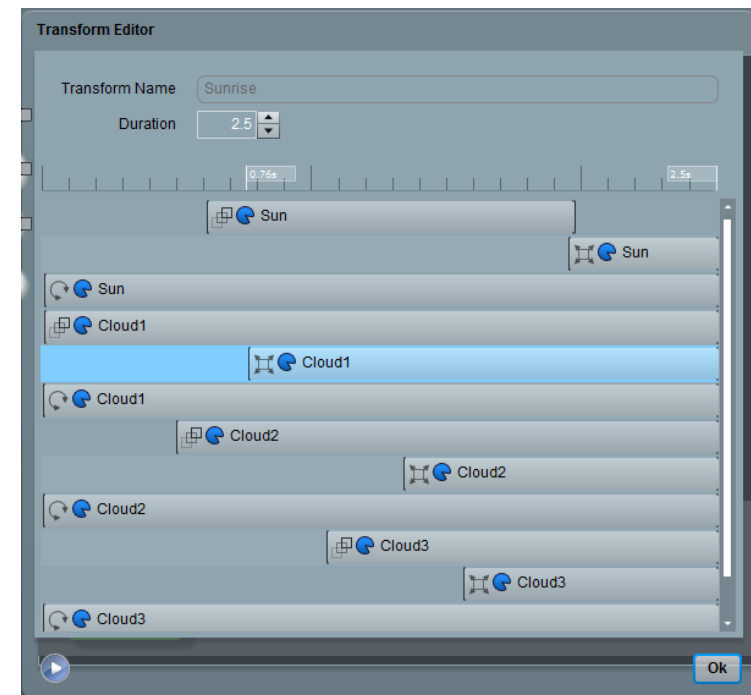 Transform Editor
Transform Name Sunrise
Duration 2.5
0.76s 2.5s
Sun
Sun
Sun
Cloud1
Cloud1
Cloud1
Cloud2
Cloud2
Cloud2
Cloud3
Cloud3
Cloud3
Ok